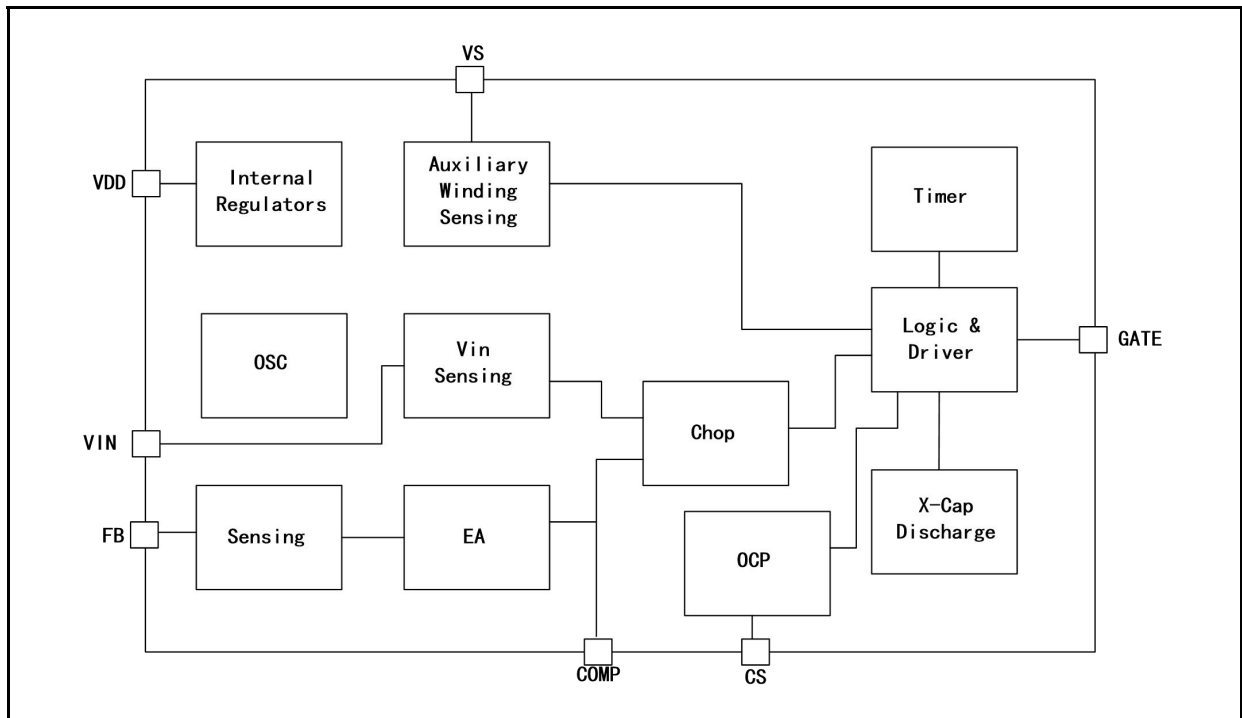 VS
VDD
Internal
Regulators
Auxiliary
Winding
Sensing
Timer
OSC
Vin
Sensing
Logic &
Driver
GATE
VIN
Chop
FB
Sensing
EA
OCP
X-Cap
Discharge
COMP
CS